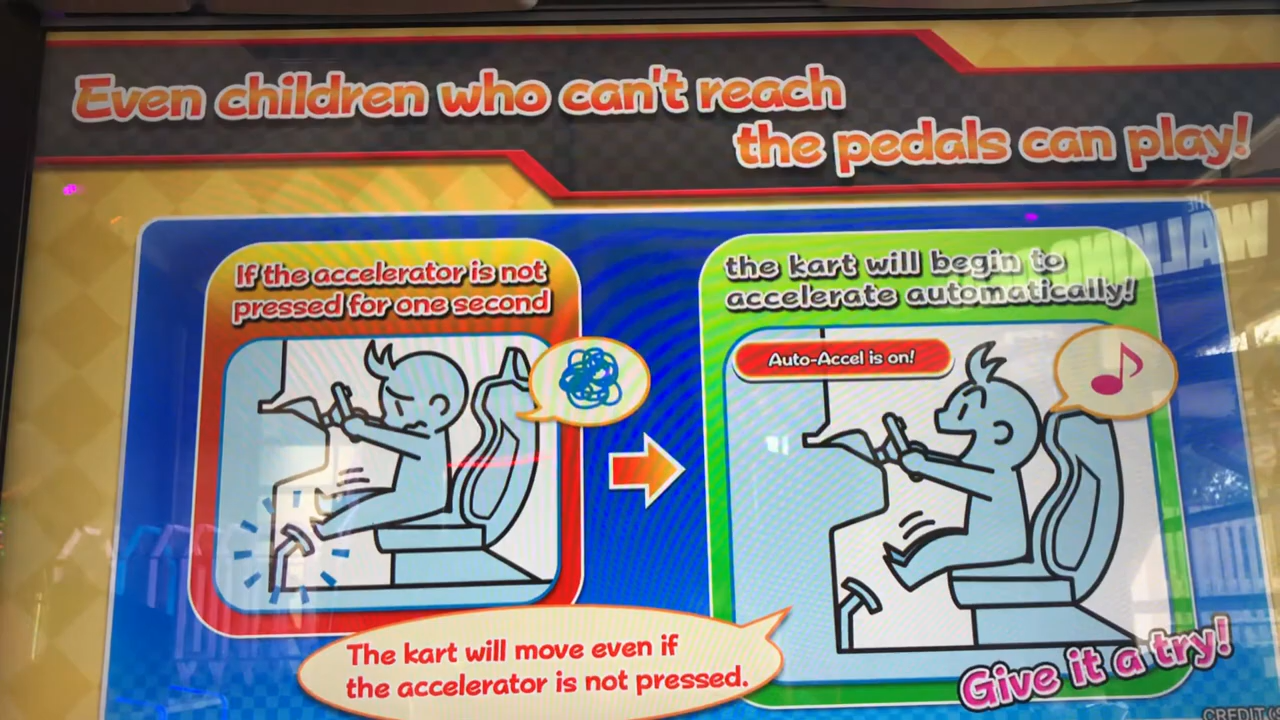 Even children who can't reach
the pedals can play!
If the accelerator is not
pressed for one second
the kart will begin to
accelerate automatically!
Auto-Accel is on!
The kart will move even if
the accelerator is not pressed.
Give it a try!
THE
CREDIT